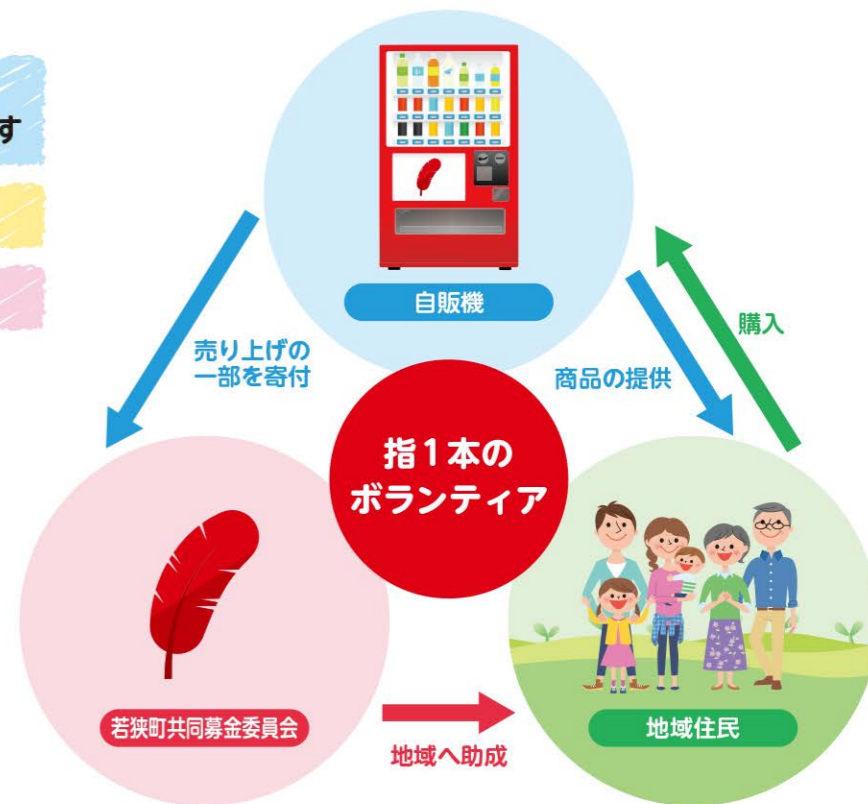 す
自販機
売り上げの
一部を寄付
商品の提供
購入
指1本の
ボランティア
若狭町共同募金委員会
地域へ助成
地域住民